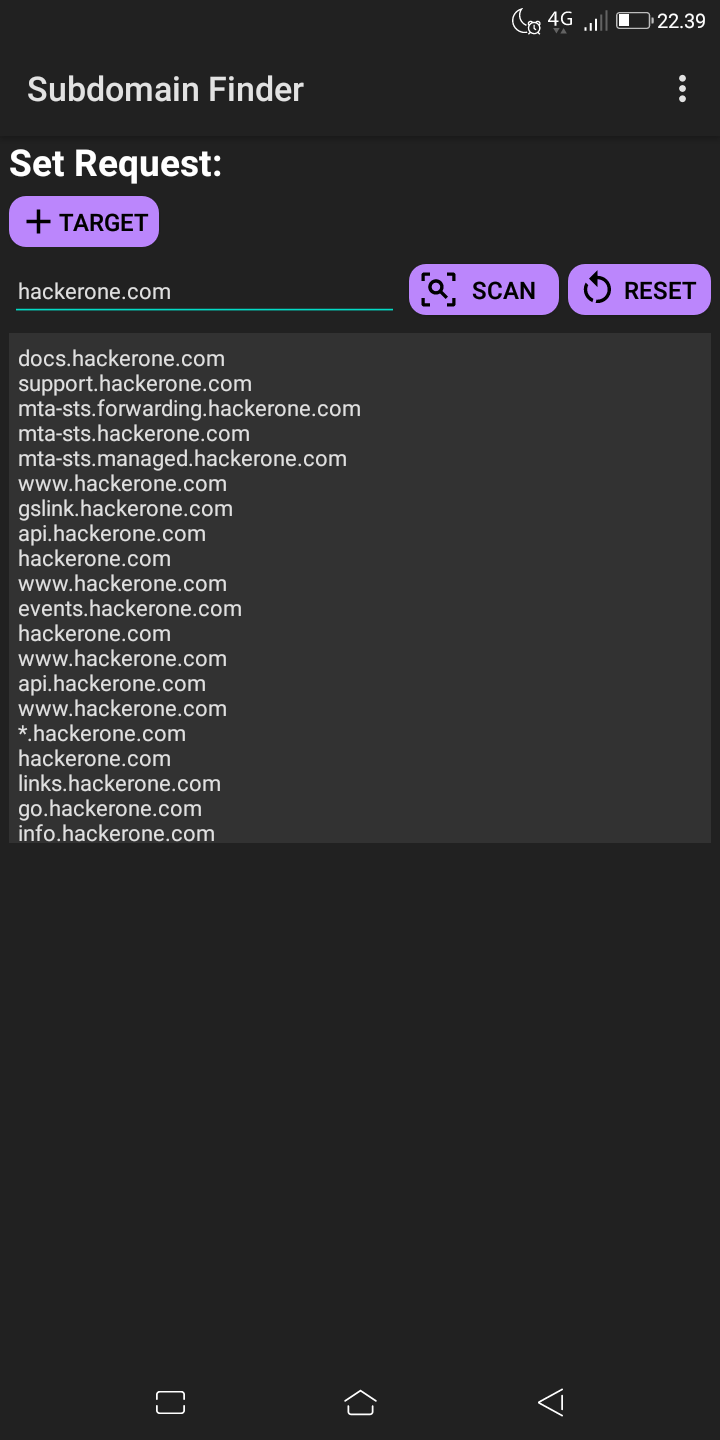 4G 22.39
Subdomain Finder
Set Request:
TARGET
hackerone.com SCAN RESET
docs.hackerone.com
support.hackerone.com
mta-sts.forwarding.hackerone.com
mta-sts.hackerone.com
mta-sts.managed.hackerone.com
www.hackerone.com
gslink.hackerone.com
api.hackerone.com
hackerone.com
www.hackerone.com
events.hackerone.com
hackerone.com
www.hackerone.com
api.hackerone.com
www.hackerone.com
*.hackerone.com
hackerone.com
links.hackerone.com
go.hackerone.com
info.hackerone.com